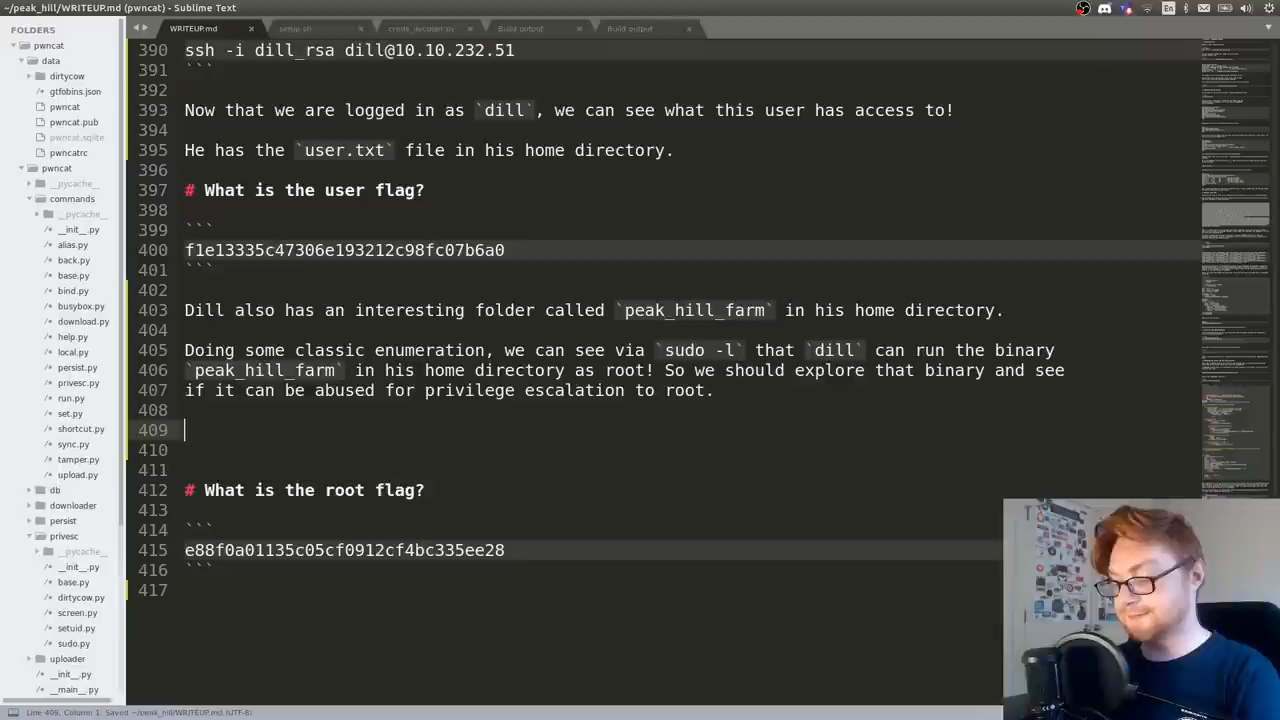 ~/peak_hill/WRITEUP.md (pwncat) - Sublime Text
En
FOLDERS
pwncat
data
dirtycow
gtfobins.json
pwncat
pwncat.pub
pwncat.sqlite
pwncatrc
pwncat
__pycache__
commands
__pycache__
/* __init__.py
/* alias.py
/* back.py
/* base.py
/* bind.py
/* busybox.py
/* download.py
/* help.py
/* local.py
/* persist.py
/* privesc.py
/* run.py
/* set.py
/* shortcut.py
/* sync.py
/* tamper.py
/* upload.py
db
downloader
persist
privesc
__pycache__
/* __init__.py
/* base.py
/* dirtycow.py
/* screen.py
/* setuid.py
/* sudo.py
uploader
/* __init__.py
/* __main__.py
WRITEUP.md × setup.sh × creds_decoder.py × Build output × Build output ×
390 ssh -i dill_rsa dill@10.10.232.51
391 ```
392
393 Now that we are logged in as `dill`, we can see what this user has access to!
394
395 He has the `user.txt` file in his home directory.
396
397 # What is the user flag?
398
399 ```
400 f1e13335c47306e193212c98fc07b6a0
401 ```
402
403 Dill also has an interesting folder called `peak_hill_farm` in his home directory.
404
405 Doing some classic enumeration, we can see via `sudo -l` that `dill` can run the binary
406 `peak_hill_farm` in his home directory as root! So we should explore that binary and see
407 if it can be abused for privilege escalation to root.
408
409
410
411
412 # What is the root flag?
413
414 ```
415 e88f0a01135c05cf0912cf4bc335ee28
416 ```
417
Line 409, Column 1; Saved ~/peak_hill/WRITEUP.md (UTF-8)